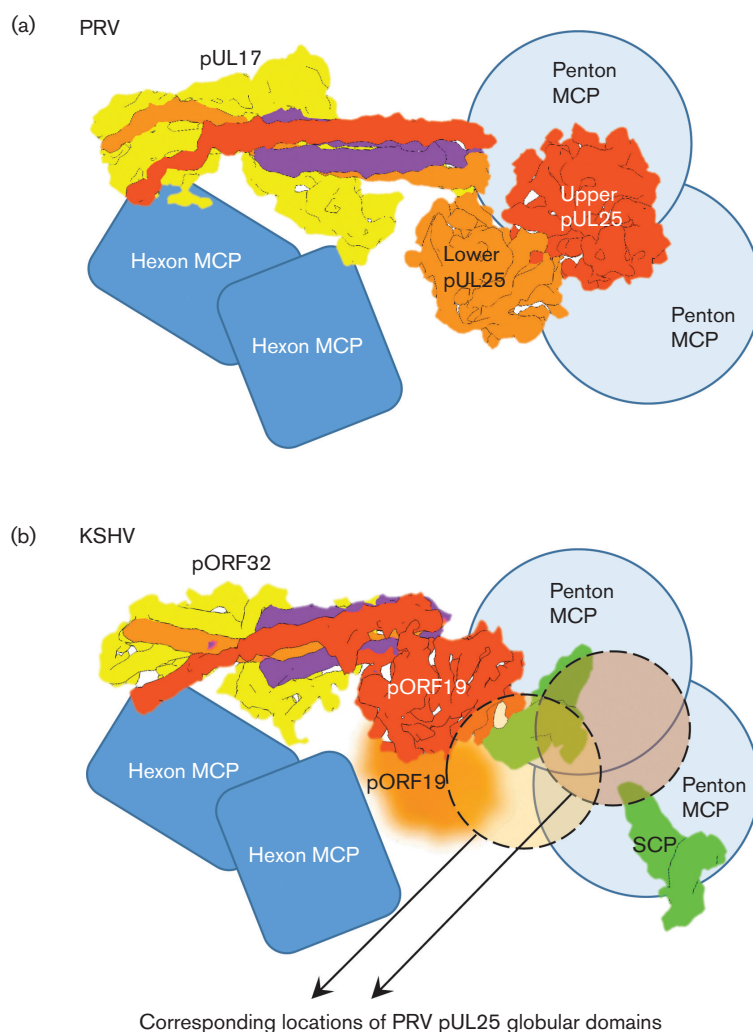 (a) PRV
pUL17
Penton
MCP
Upper
pUL25
Hexon MCP
Lower
pUL25
Hexon MCP
Penton
MCP
(b) KSHV
pORF32
Penton
MCP
pORF19
Hexon MCP
pORF19
Penton
MCP
Hexon MCP
SCP
Corresponding locations of PRV pUL25 globular domains